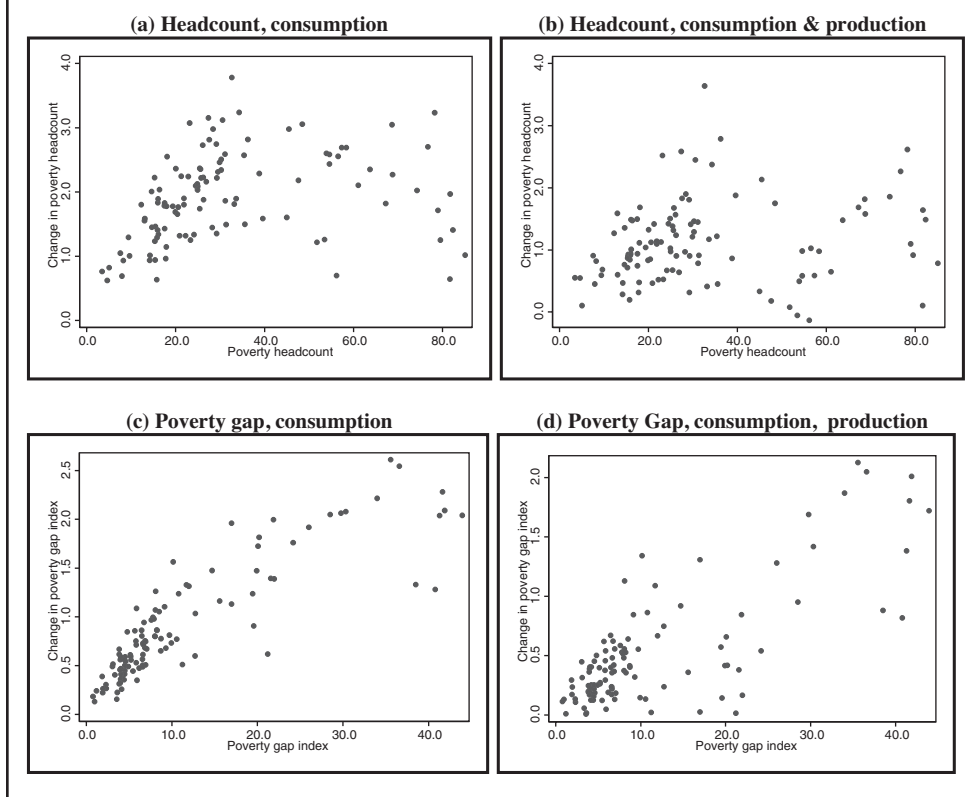 (a) Headcount, consumption
Change in poverty headcount
4.0
3.0
2.0
1.0
0.0
0.0 20.0 40.0 60.0 80.0
Poverty headcount
(b) Headcount, consumption & production
Change in poverty headcount
4.0
3.0
2.0
1.0
0.0
0.0 20.0 40.0 60.0 80.0
Poverty headcount
(c) Poverty gap, consumption
Change in poverty gap index
2.5
2.0
1.5
1.0
0.5
0.0
0.0 10.0 20.0 30.0 40.0
Poverty gap index
(d) Poverty Gap, consumption, production
Change in poverty gap index
2.0
1.5
1.0
0.5
0.0
0.0 10.0 20.0 30.0 40.0
Poverty gap index